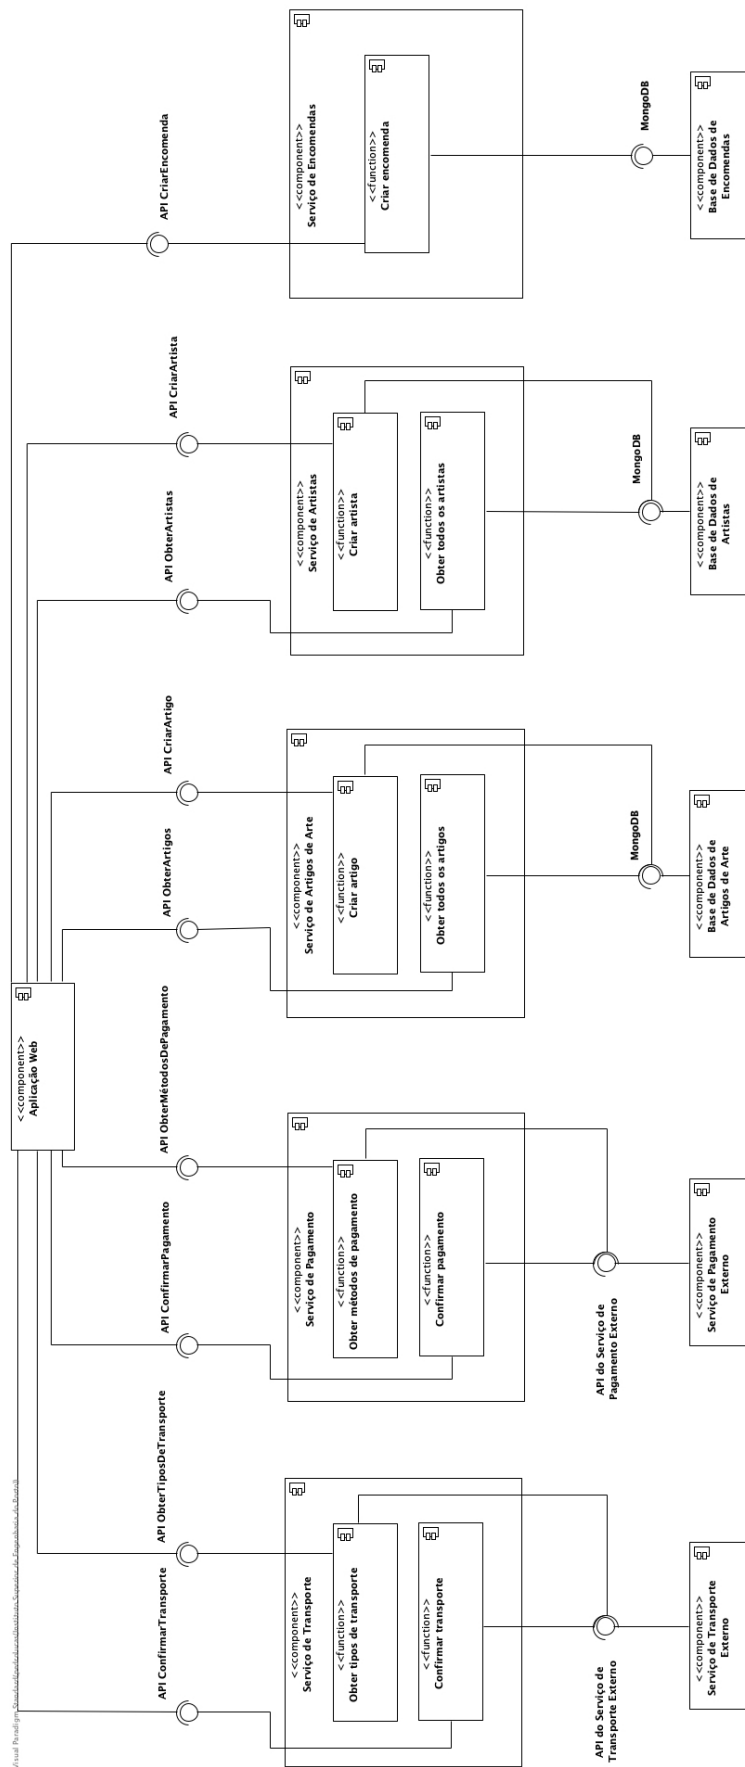 API CriarEncomenda
<<component>>
Serviço de Encomendas
<<function>>
Criar encomenda
MongoDB
<<component>>
Base de Dados de
Encomendas
API CriarArtista
API ObterArtistas
<<component>>
Serviço de Artistas
<<function>>
Criar artista
<<function>>
Obter todos os artistas
MongoDB
<<component>>
Base de Dados de
Artistas
API CriarArtigo
API ObterArtigos
<<component>>
Serviço de Artigos de Arte
<<function>>
Criar artigo
<<function>>
Obter todos os artigos
MongoDB
<<component>>
Base de Dados de
Artigos de Arte
<<component>>
Aplicação Web
API ObterMétodosDePagamento
API ConfirmarPagamento
<<component>>
Serviço de Pagamento
<<function>>
Obter métodos de pagamento
<<function>>
Confirmar pagamento
API do Serviço de
Pagamento Externo
<<component>>
Serviço de Pagamento
Externo
API ObterTiposDeTransporte
API ConfirmarTransporte
<<component>>
Serviço de Transporte
<<function>>
Obter tipos de transporte
<<function>>
Confirmar transporte
API do Serviço de
Transporte Externo
<<component>>
Serviço de Transporte
Externo
Visual Paradigm